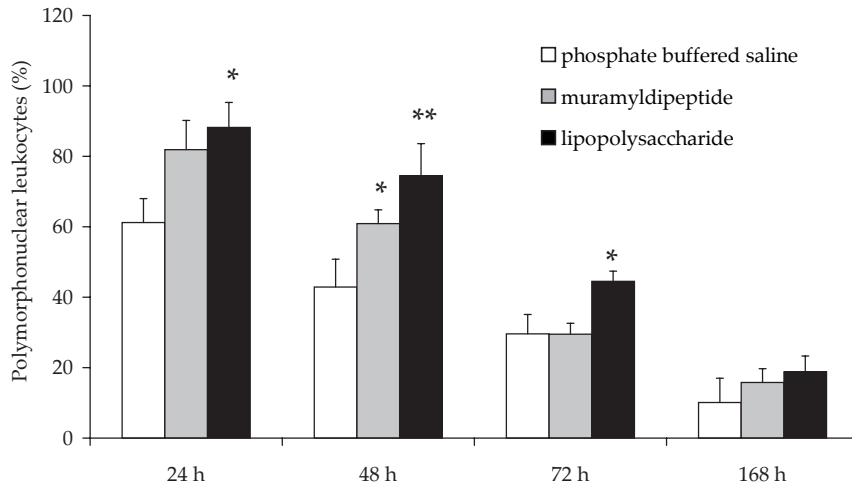 120
100
80
60
40
20
0
Polymorphonuclear leukocytes (%)
phosphate buffered saline
muramyldipeptide
lipopolysaccharide
*
*
**
*
24 h
48 h
72 h
168 h